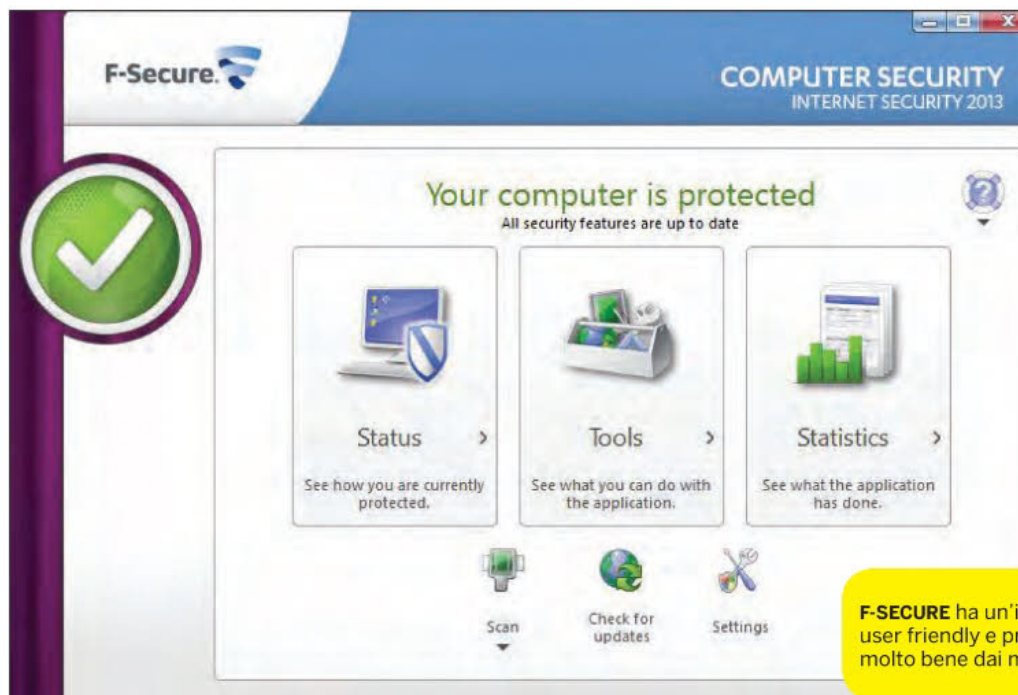 F-Secure.
COMPUTER SECURITY
INTERNET SECURITY 2013
Your computer is protected
All security features are up to date
Status
See how you are currently
protected.
Tools
See what you can do with
the application.
Statistics
See what the application
has done.
Scan
Check for
updates
Settings
F-SECURE ha un'i
user friendly e p
molto bene dai